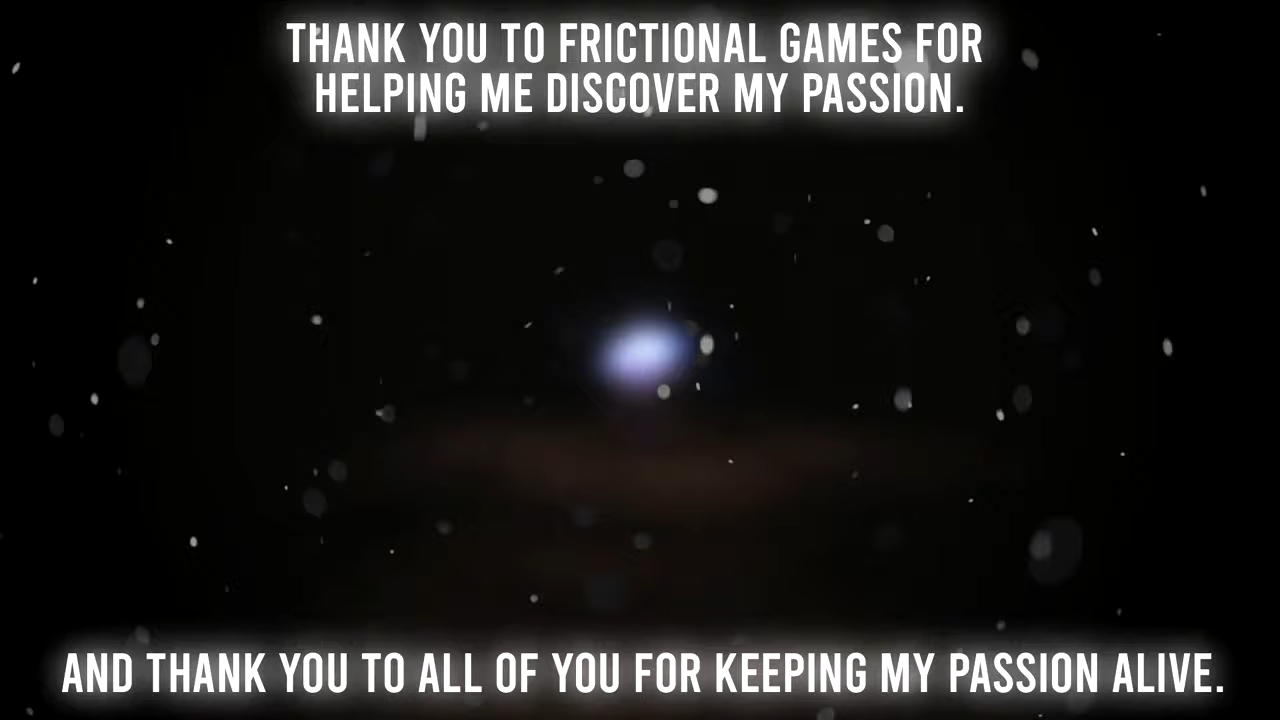 THANK YOU TO FRICTIONAL GAMES FOR
HELPING ME DISCOVER MY PASSION.
AND THANK YOU TO ALL OF YOU FOR KEEPING MY PASSION ALIVE.